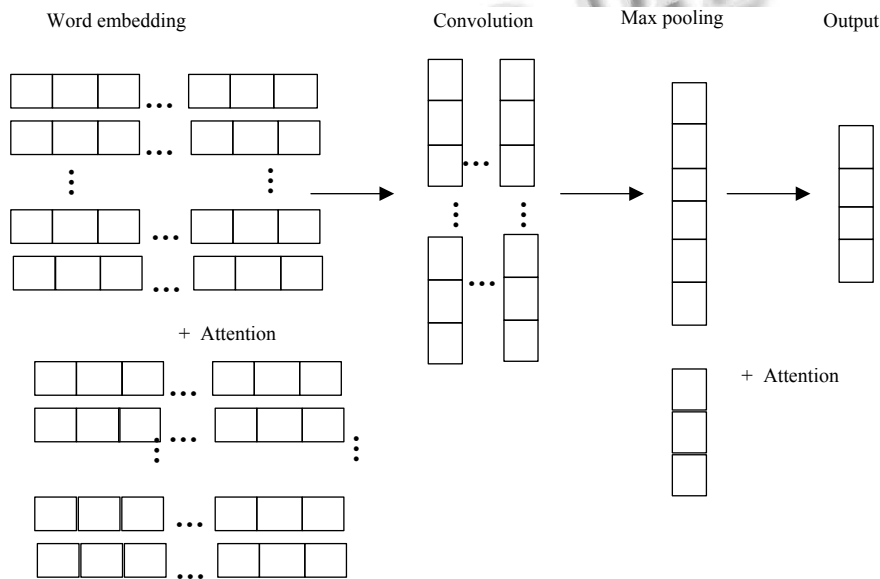 Word embedding
Convolution
Max pooling
Output
+ Attention
+ Attention